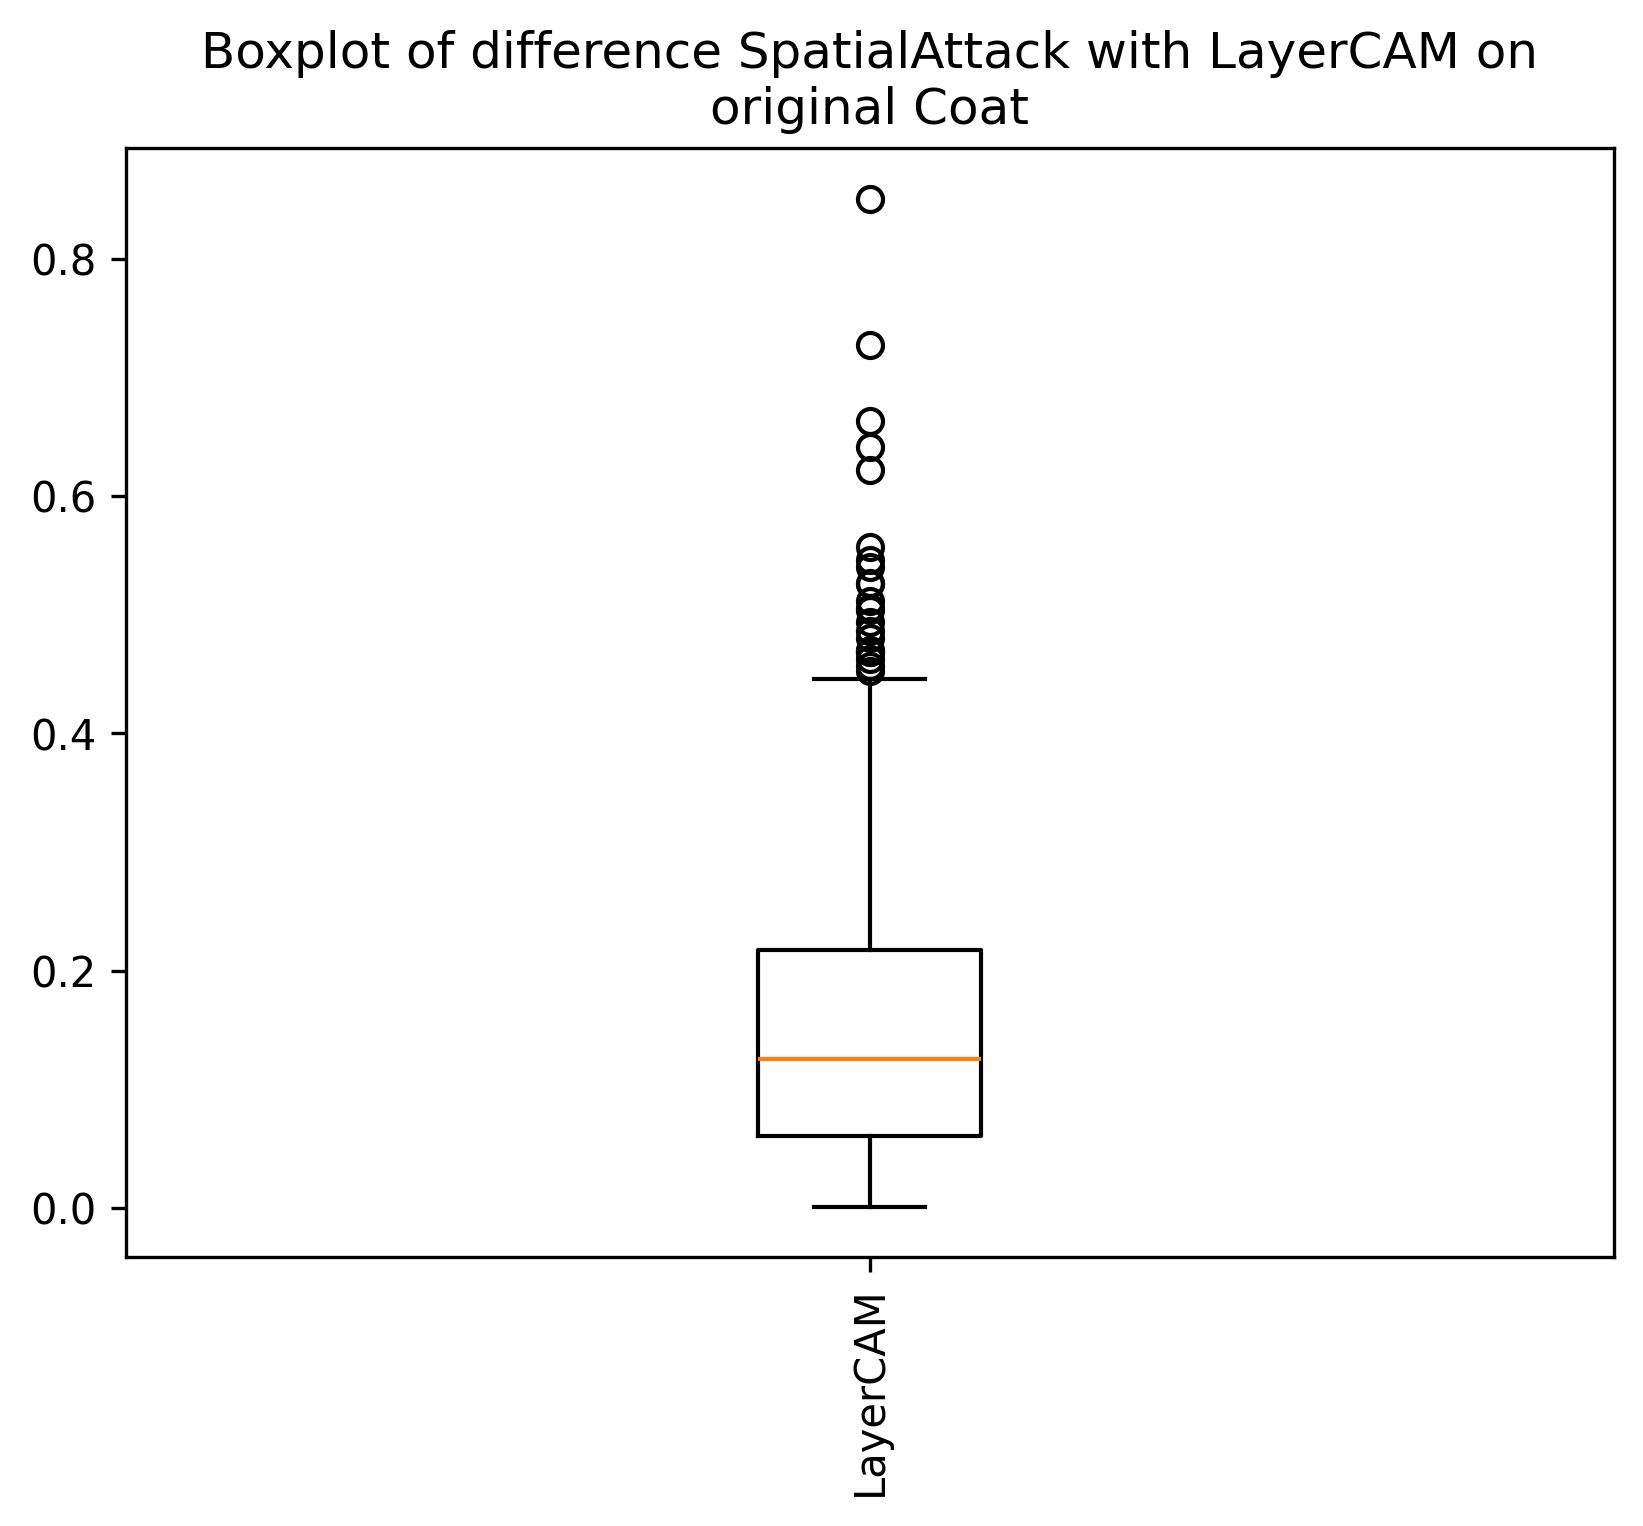 Boxplot of difference SpatialAttack with LayerCAM on
original Coat
0.8
0.6
0.4
0.2
0.0
LayerCAM